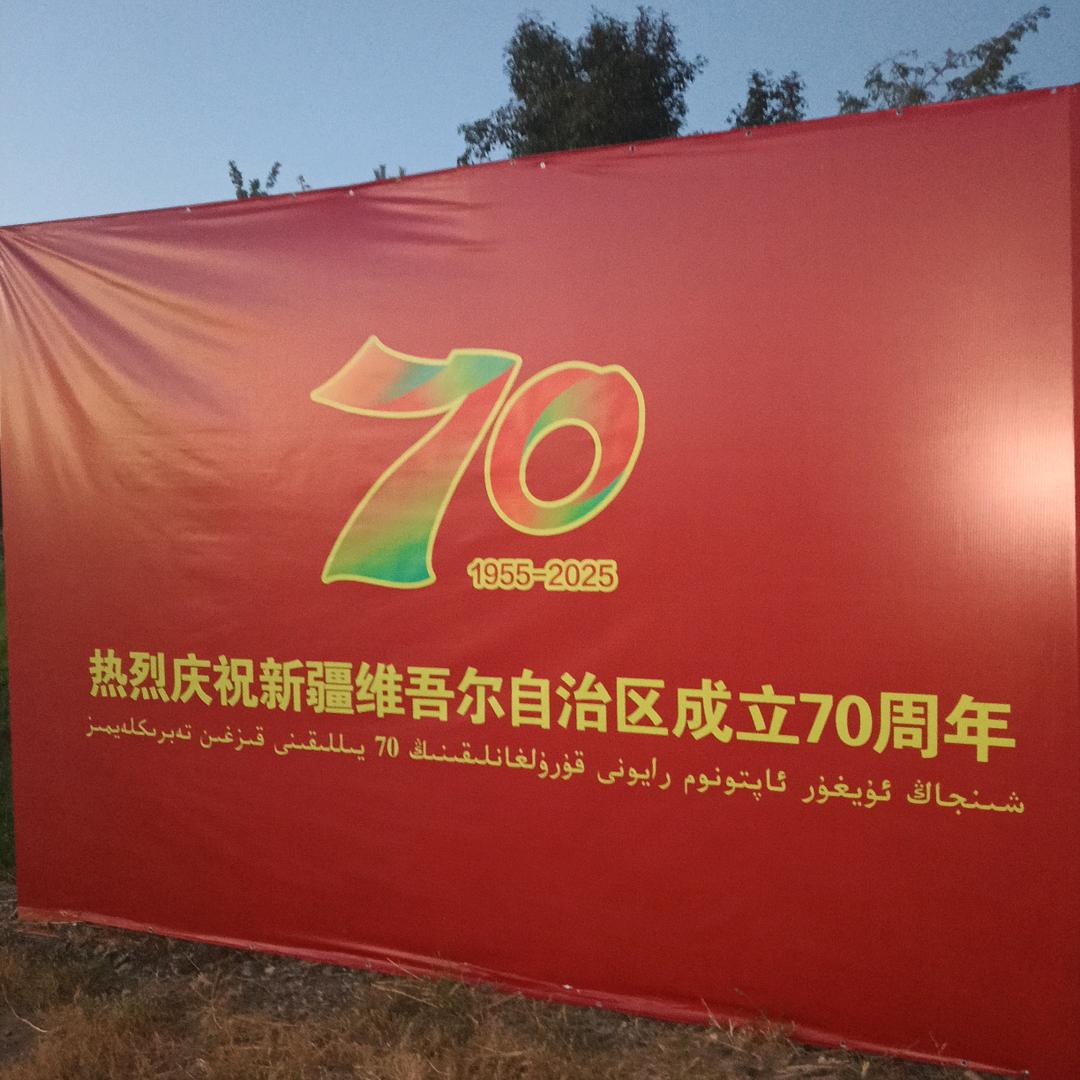 70
1955-2025
热烈庆祝新疆维吾尔自治区成立70周年
شىنجاڭ ئۇيغۇر ئاپتونوم رايونى قۇرۇلغانلىقىنىڭ 70 يىللىقىنى قىزغىن تەبرىكلەيمىز